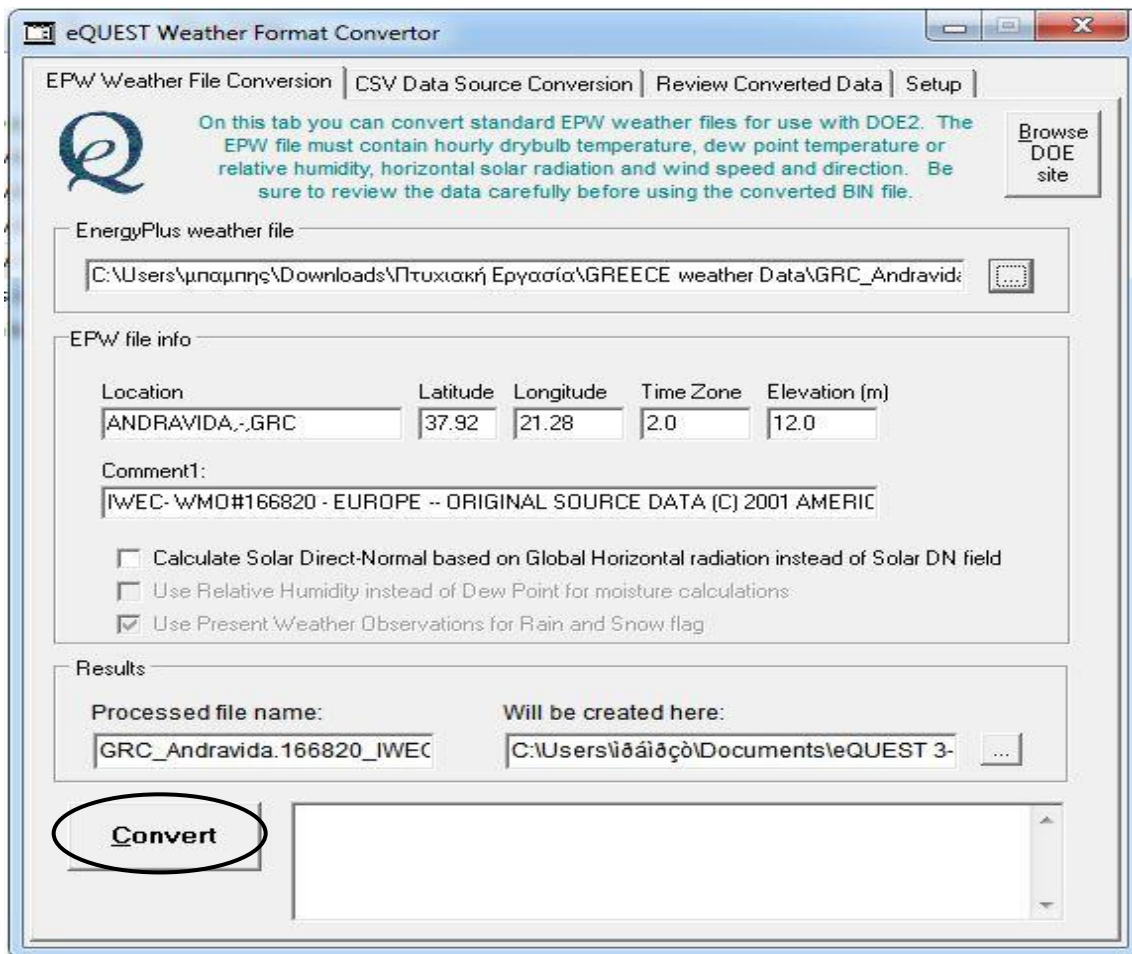 eQUEST Weather Format Convertor
EPW Weather File Conversion
CSV Data Source Conversion
Review Converted Data
Setup
On this tab you can convert standard EPW weather files for use with DOE2. The
EPW file must contain hourly drybulb temperature, dew point temperature or
relative humidity, horizontal solar radiation and wind speed and direction. Be
sure to review the data carefully before using the converted BIN file.
Browse
DOE
site
EnergyPlus weather file
C:\Users\μπαμπης\Downloads\Πτυχιακή Εργασία\GREECE weather Data\GRC_Andravida
...
EPW file info
Location
Latitude
Longitude
Time Zone
Elevation (m)
ANDRAVIDA,-,GRC
37.92
21.28
2.0
12.0
Comment1:
IWEC- WMO#166820 - EUROPE -- ORIGINAL SOURCE DATA (C) 2001 AMERIC
Calculate Solar Direct-Normal based on Global Horizontal radiation instead of Solar DN field
Use Relative Humidity instead of Dew Point for moisture calculations
Use Present Weather Observations for Rain and Snow flag
Results
Processed file name:
Will be created here:
GRC_Andravida.166820_IWEC
C:\Users\ìðáìðçò\Documents\eQUEST 3-
...
Convert